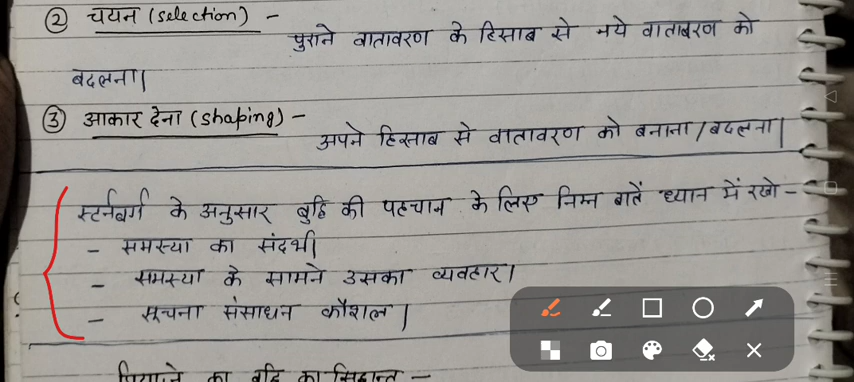 ② चयन (selection) -
पुराने वातावरण के हिसाब से नये वातावरण को
बदलना।
③ आकार देना (shaping) -
अपने हिसाब से वातावरण को बनाना/बदलना।
स्टर्नबर्ग के अनुसार बुद्धि की पहचान के लिए निम्न बातें ध्यान में रखो -
- समस्या का संदर्भ।
- समस्या के सामने उसका व्यवहार।
- सूचना संसाधन कौशल।
का बुद्धि का सिद्धान्त -